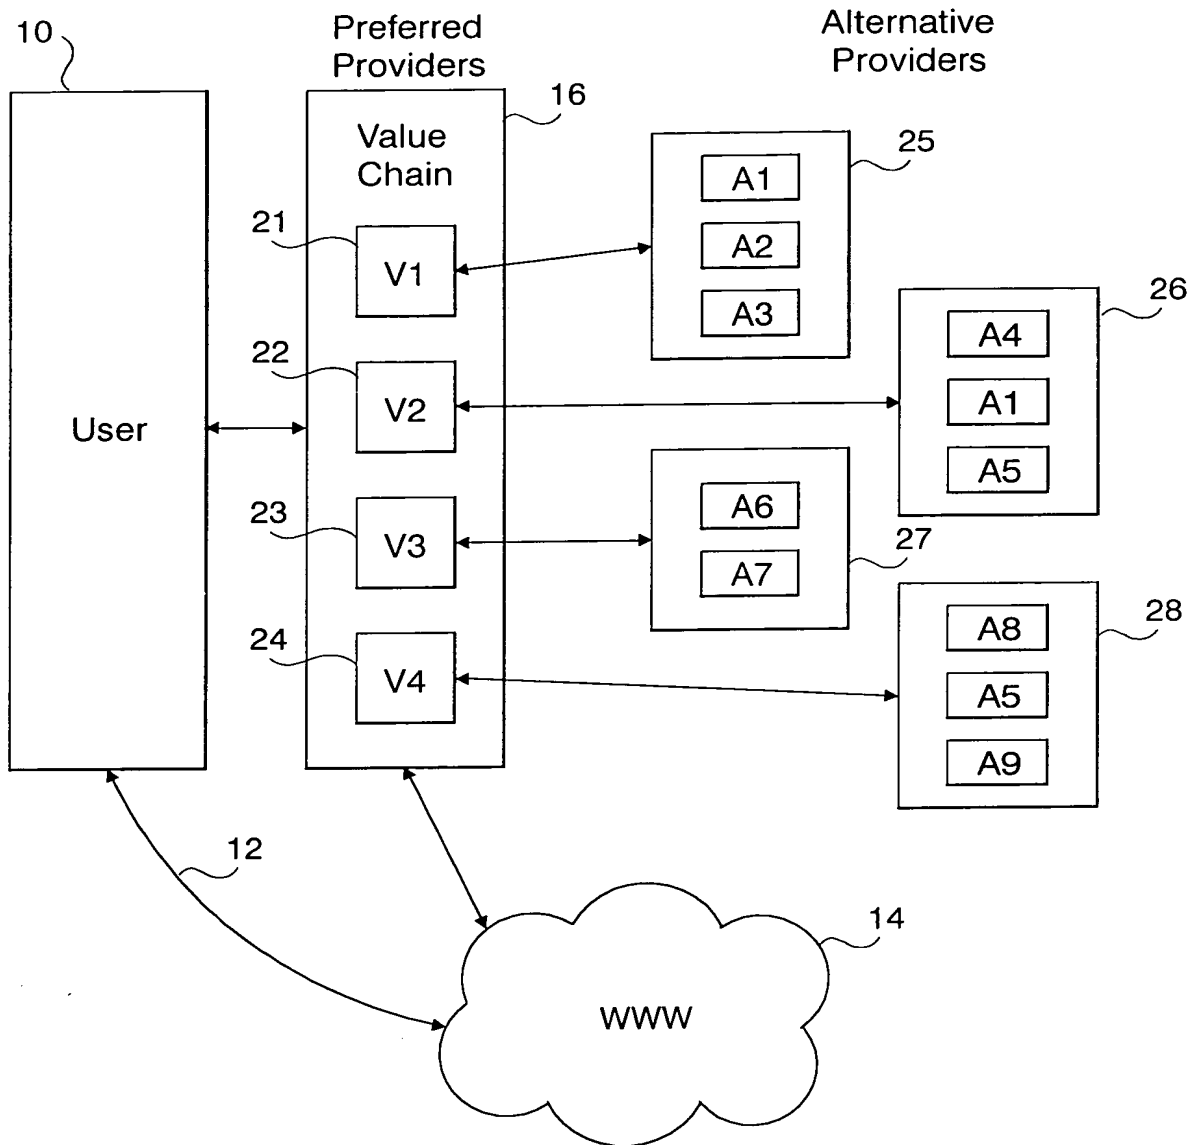 10
Preferred
Providers
Alternative
Providers
16
Value
Chain
25
A1
A2
A3
21
V1
26
A4
A1
A5
22
V2
User
23
V3
A6
A7
27
24
V4
28
A8
A5
A9
12
14
WWW